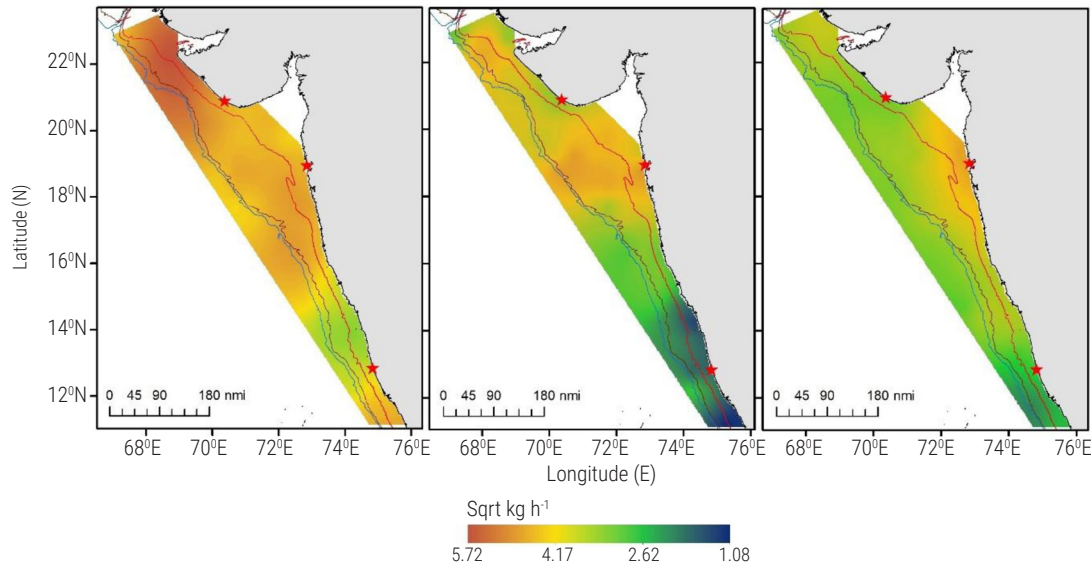 22⁰N
20⁰N
18⁰N
16⁰N
14⁰N
12⁰N
Latitude (N)
0 45 90 180 nmi
0 45 90 180 nmi
0 45 90 180 nmi
68⁰E 70⁰E 72⁰E 74⁰E 76⁰E 68⁰E 70⁰E 72⁰E 74⁰E 76⁰E 68⁰E 70⁰E 72⁰E 74⁰E 76⁰E
Longitude (E)
Sqrt kg h⁻¹
5.72 4.17 2.62 1.08